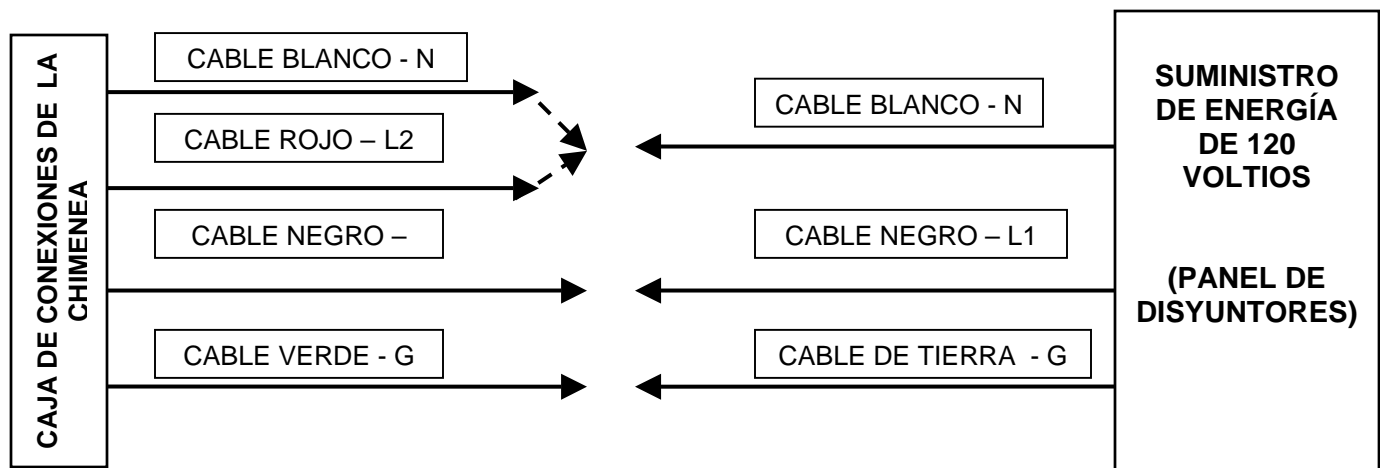 CAJA DE CONEXIONES DE LA
CHIMENEA
CABLE BLANCO - N
CABLE ROJO – L2
CABLE NEGRO –
CABLE VERDE - G
CABLE BLANCO - N
CABLE NEGRO – L1
CABLE DE TIERRA - G
SUMINISTRO
DE ENERGÍA
DE 120
VOLTIOS
(PANEL DE
DISYUNTORES)